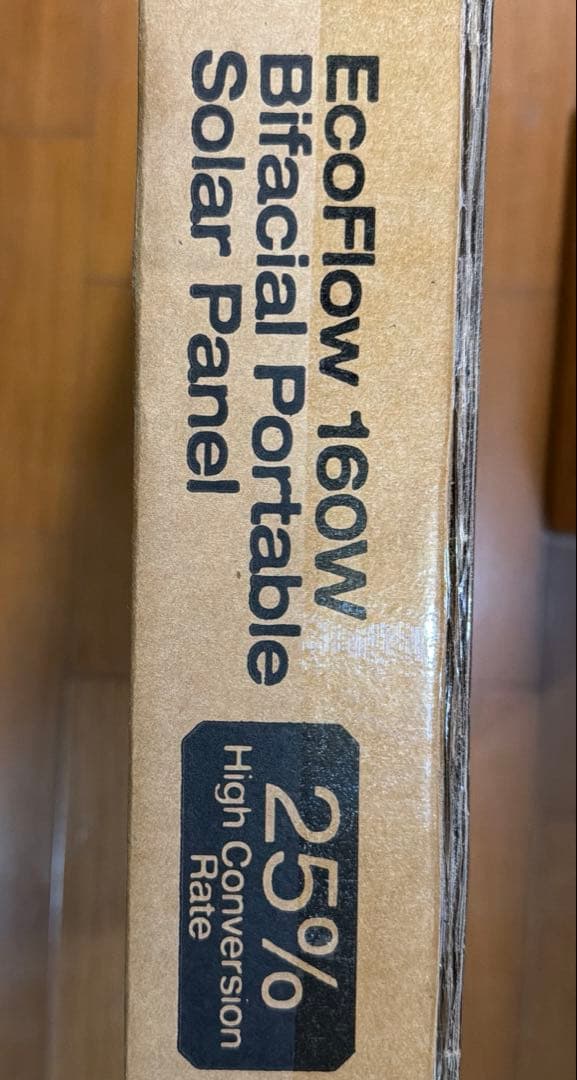 EcoFlow 160W
Bifacial Portable
Solar Panel
25%
High Conversion
Rate